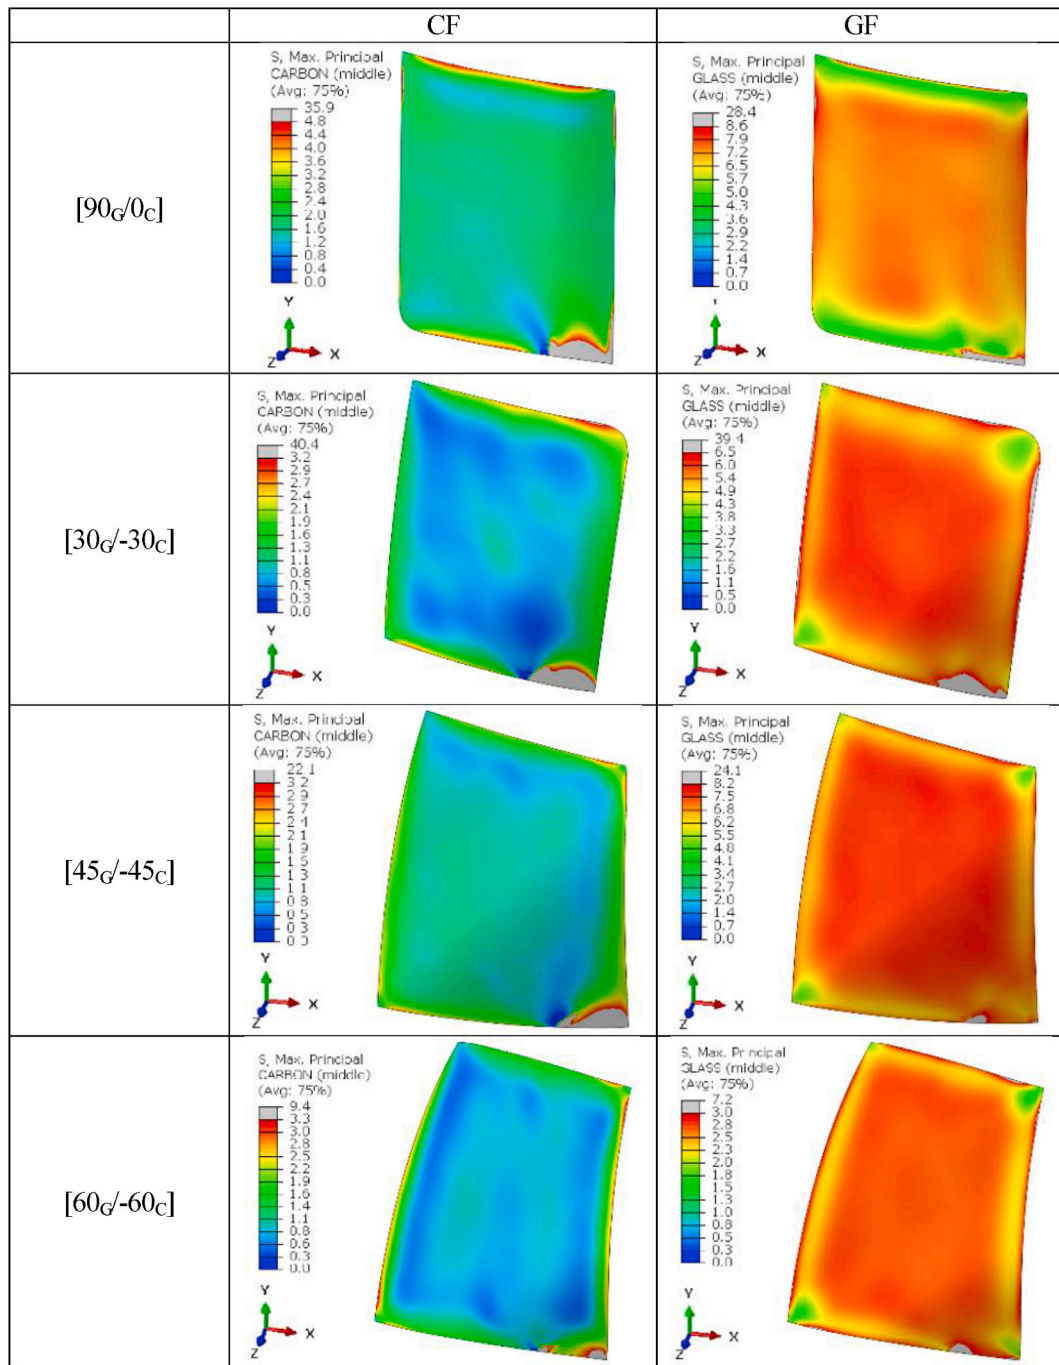 CF
GF
[90G/0C]
S, Max. Principal
CARBON (middle)
(Avg: 75%)
35.9
4.8
4.4
4.0
3.6
3.2
2.8
2.4
2.0
1.6
1.2
0.8
0.4
0.0
Y
X
Z
S, Max. Principal
GLASS (middle)
(Avg: 75%)
28.4
8.6
7.9
7.2
6.5
5.7
5.0
4.3
3.6
2.9
2.2
1.4
0.7
0.0
X
Z
[30G/-30C]
S, Max. Principal
CARBON (middle)
(Avg: 75%)
40.4
3.2
2.9
2.7
2.4
2.1
1.9
1.6
1.3
1.1
0.8
0.5
0.3
0.0
Y
X
Z
S, Max. Principal
GLASS (middle)
(Avg: 75%)
39.4
6.5
6.0
5.4
4.9
4.3
3.8
3.3
2.7
2.2
1.6
1.1
0.5
0.0
Y
X
Z
[45G/-45C]
S, Max. Principal
CARBON (middle)
(Avg: 75%)
22.1
3.2
2.9
2.7
2.4
2.1
1.9
1.6
1.3
1.1
0.8
0.5
0.3
0.0
Y
X
Z
S, Max. Principal
GLASS (middle)
(Avg: 75%)
24.1
8.2
7.5
6.8
6.2
5.5
4.8
4.1
3.4
2.7
2.0
1.4
0.7
0.0
Y
X
Z
[60G/-60C]
S, Max. Principal
CARBON (middle)
(Avg: 75%)
9.4
3.3
3.0
2.8
2.5
2.2
1.9
1.6
1.4
1.1
0.8
0.6
0.3
0.0
Y
X
Z
S, Max. Principal
GLASS (middle)
(Avg: 75%)
7.2
3.0
2.8
2.5
2.3
2.0
1.8
1.5
1.3
1.0
0.8
0.5
0.3
0.0
Y
X
Z